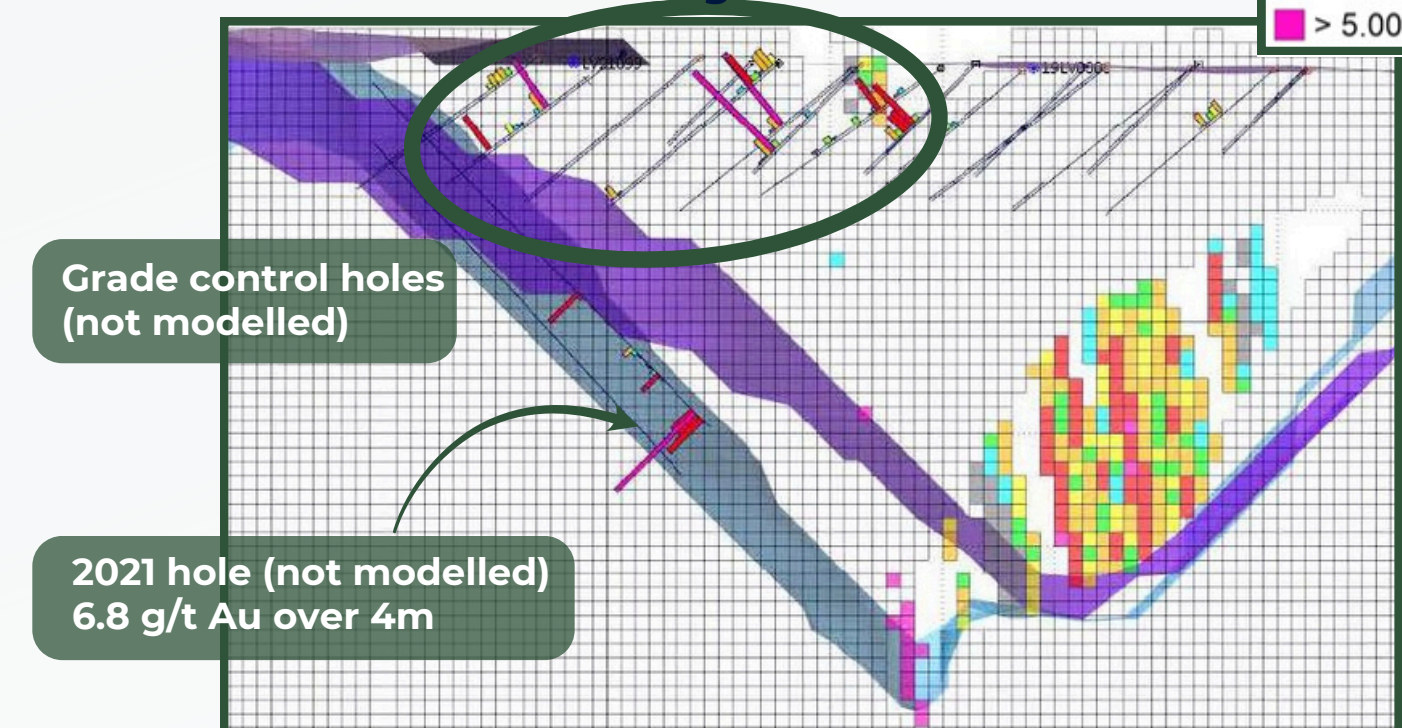 > 5.00
Grade control holes
(not modelled)
2021 hole (not modelled)
6.8 g/t Au over 4m